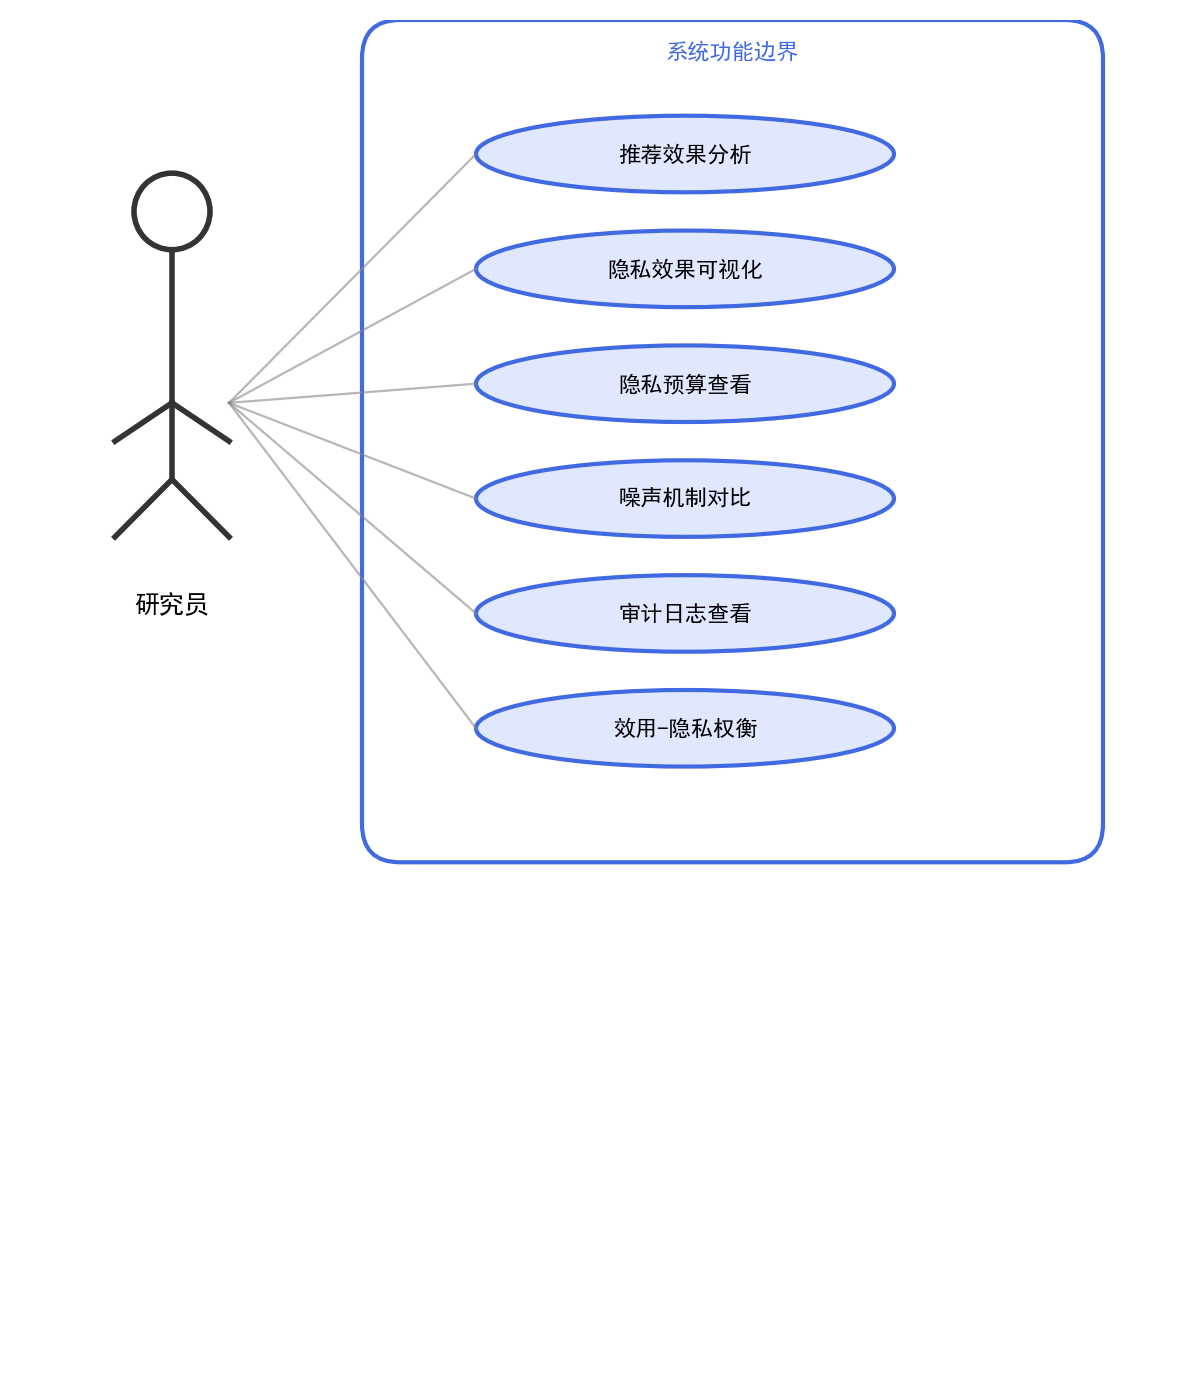 系统功能边界
推荐效果分析
隐私效果可视化
隐私预算查看
噪声机制对比
审计日志查看
效用-隐私权衡
研究员